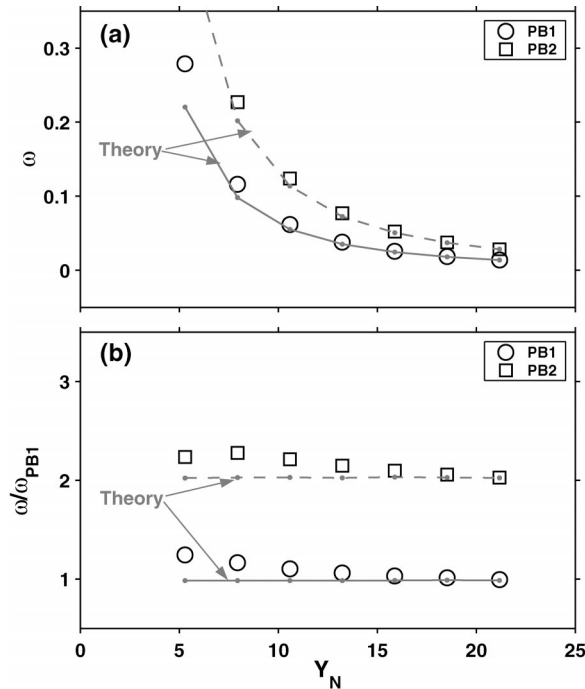 (a)
PB1
PB2
0.3
0.2
0.1
0
ω
Theory
(b)
PB1
PB2
3
2
1
ω/ω_PB1
Theory
0 5 10 15 20 25
Y_N